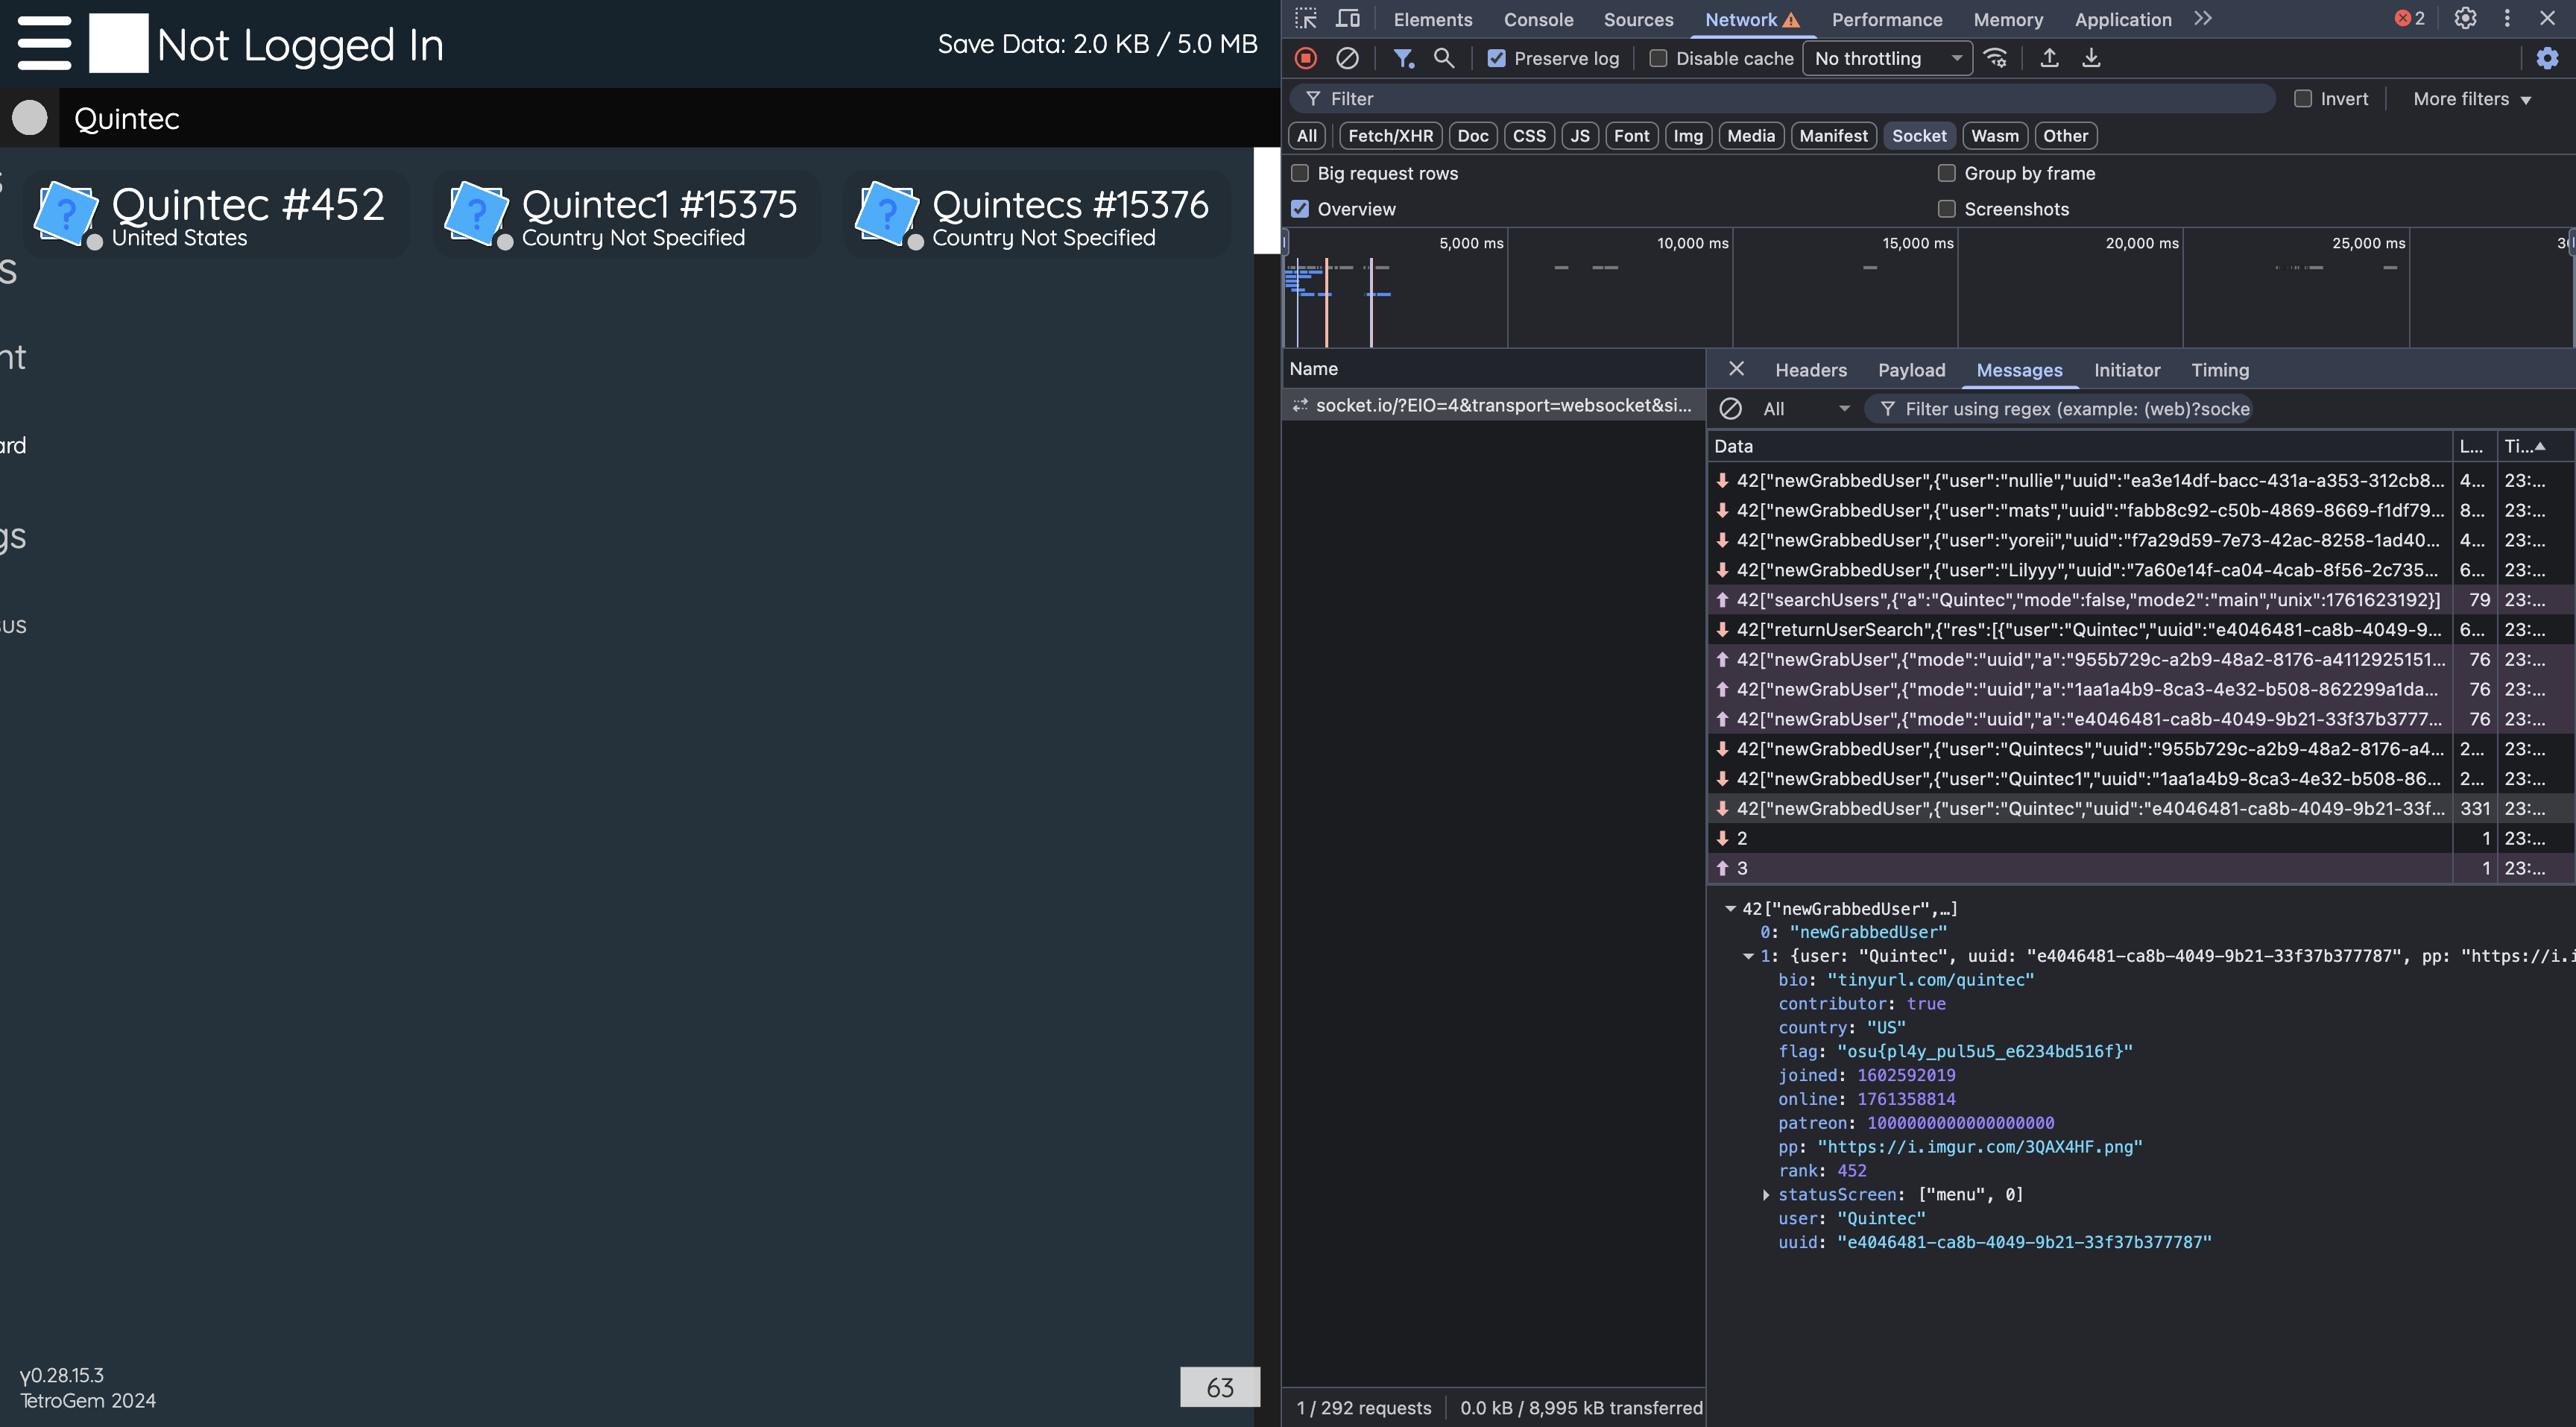 Not Logged In
Save Data: 2.0 KB / 5.0 MB
Quintec
s
nt
ard
gs
sus
Quintec #452
United States
Quintec1 #15375
Country Not Specified
Quintecs #15376
Country Not Specified
γ0.28.15.3
TetroGem 2024
63
Elements Console Sources Network Performance Memory Application 2
Preserve log Disable cache No throttling
Filter Invert More filters
All Fetch/XHR Doc CSS JS Font Img Media Manifest Socket Wasm Other
Big request rows Group by frame
Overview Screenshots
5,000 ms 10,000 ms 15,000 ms 20,000 ms 25,000 ms
Name
socket.io/?EIO=4&transport=websocket&si...
1 / 292 requests 0.0 kB / 8,995 kB transferred
Headers Payload Messages Initiator Timing
All Filter using regex (example: (web)?socke
Data L... Ti...
42["newGrabbedUser",{"user":"nullie","uuid":"ea3e14df-bacc-431a-a353-312cb8... 4... 23:...
42["newGrabbedUser",{"user":"mats","uuid":"fabb8c92-c50b-4869-8669-f1df79... 8... 23:...
42["newGrabbedUser",{"user":"yoreii","uuid":"f7a29d59-7e73-42ac-8258-1ad40... 4... 23:...
42["newGrabbedUser",{"user":"Lilyyy","uuid":"7a60e14f-ca04-4cab-8f56-2c735... 6... 23:...
42["searchUsers",{"a":"Quintec","mode":false,"mode2":"main","unix":1761623192}] 79 23:...
42["returnUserSearch",{"res":[{"user":"Quintec","uuid":"e4046481-ca8b-4049-9... 6... 23:...
42["newGrabUser",{"mode":"uuid","a":"955b729c-a2b9-48a2-8176-a4112925151... 76 23:...
42["newGrabUser",{"mode":"uuid","a":"1aa1a4b9-8ca3-4e32-b508-862299a1da... 76 23:...
42["newGrabUser",{"mode":"uuid","a":"e4046481-ca8b-4049-9b21-33f37b3777... 76 23:...
42["newGrabbedUser",{"user":"Quintecs","uuid":"955b729c-a2b9-48a2-8176-a4... 2... 23:...
42["newGrabbedUser",{"user":"Quintec1","uuid":"1aa1a4b9-8ca3-4e32-b508-86... 2... 23:...
42["newGrabbedUser",{"user":"Quintec","uuid":"e4046481-ca8b-4049-9b21-33f... 331 23:...
2 1 23:...
3 1 23:...
42["newGrabbedUser",…]
0: "newGrabbedUser"
1: {user: "Quintec", uuid: "e4046481-ca8b-4049-9b21-33f37b377787", pp: "https://i.i
bio: "tinyurl.com/quintec"
contributor: true
country: "US"
flag: "osu{pl4y_pul5u5_e6234bd516f}"
joined: 1602592019
online: 1761358814
patreon: 1000000000000000000
pp: "https://i.imgur.com/3QAX4HF.png"
rank: 452
statusScreen: ["menu", 0]
user: "Quintec"
uuid: "e4046481-ca8b-4049-9b21-33f37b377787"